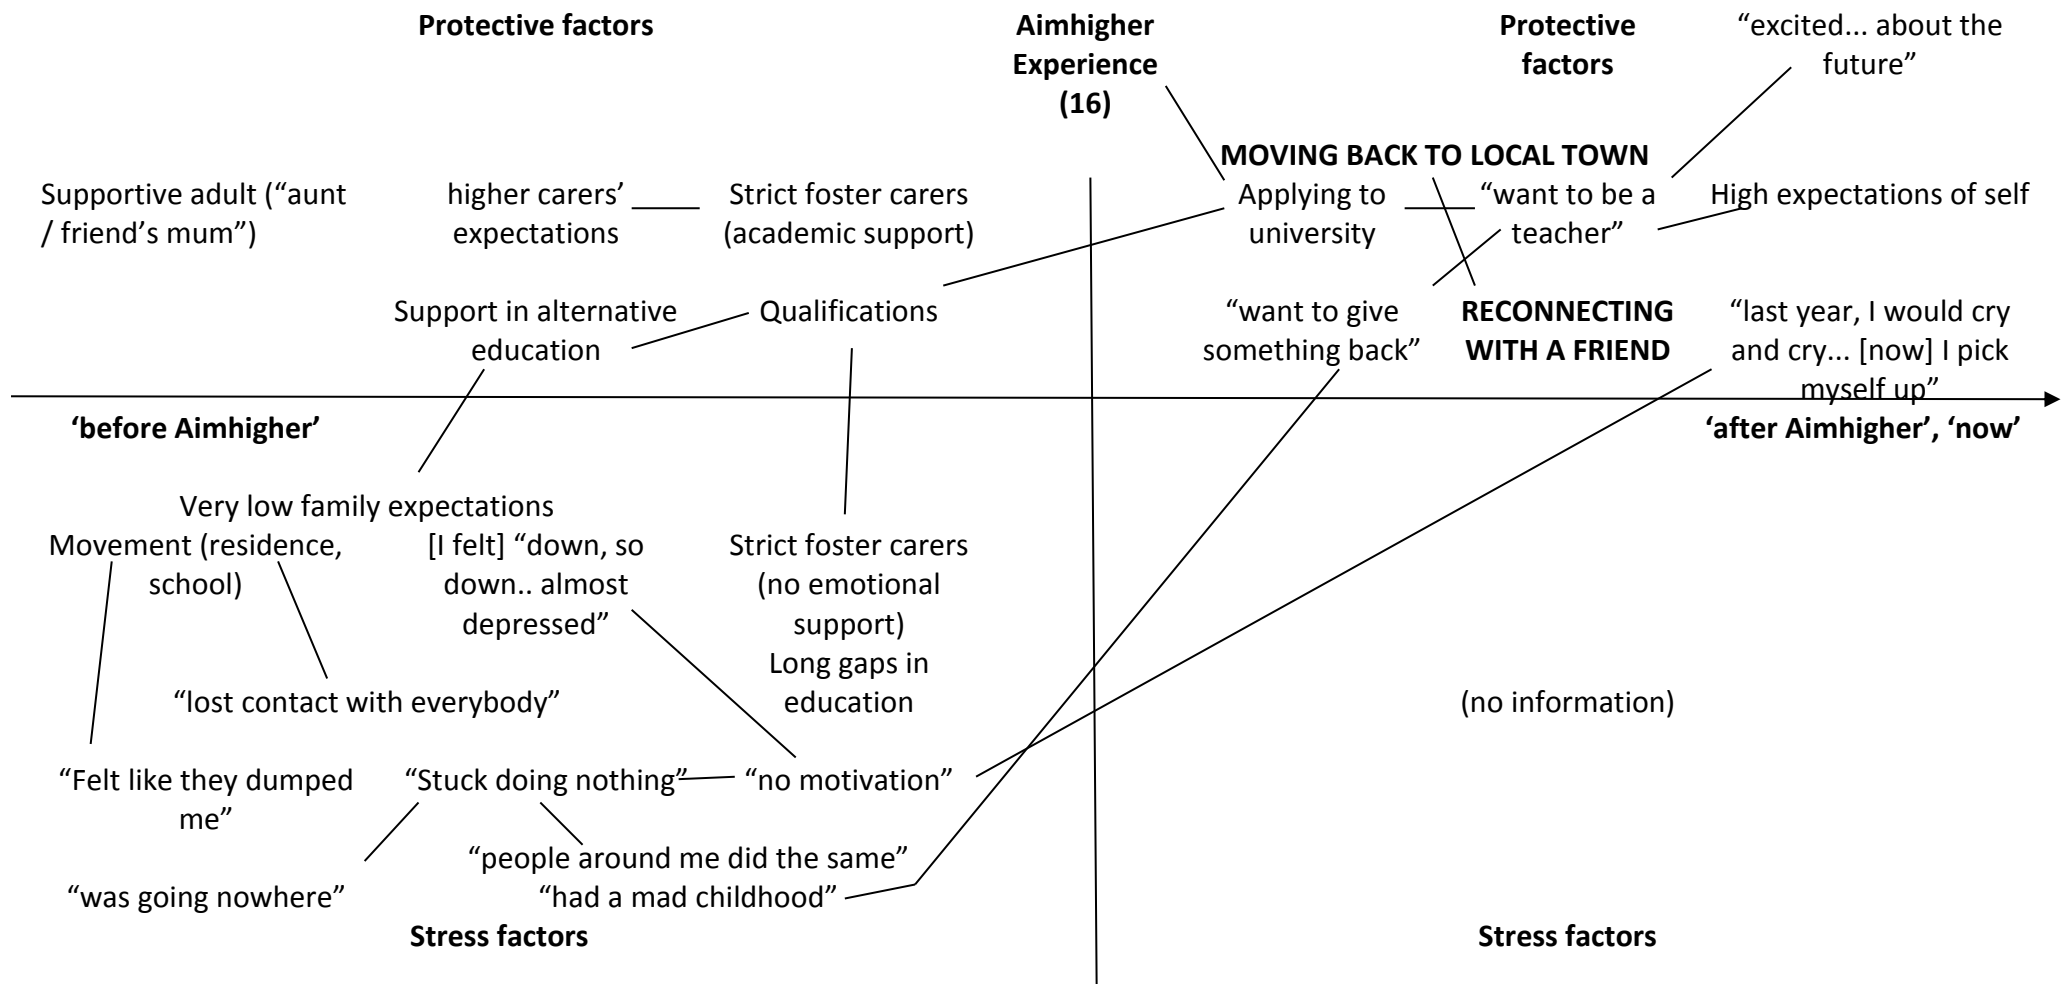 Protective factors
Aimhigher
Experience
(16)
Protective
factors
“excited... about the
future”
MOVING BACK TO LOCAL TOWN
Supportive adult (“aunt
/ friend’s mum”)
higher carers’
expectations
Strict foster carers
(academic support)
Applying to
university
“want to be a
teacher”
High expectations of self
Support in alternative
education
Qualifications
“want to give
something back”
RECONNECTING
WITH A FRIEND
“last year, I would cry
and cry... [now] I pick
myself up”
‘before Aimhigher’
‘after Aimhigher’, ‘now’
Very low family expectations
Movement (residence,
school)
[I felt] “down, so
down.. almost
depressed”
Strict foster carers
(no emotional
support)
Long gaps in
education
“lost contact with everybody”
(no information)
“Felt like they dumped
me”
“Stuck doing nothing”
“no motivation”
“people around me did the same”
“was going nowhere”
“had a mad childhood”
Stress factors
Stress factors